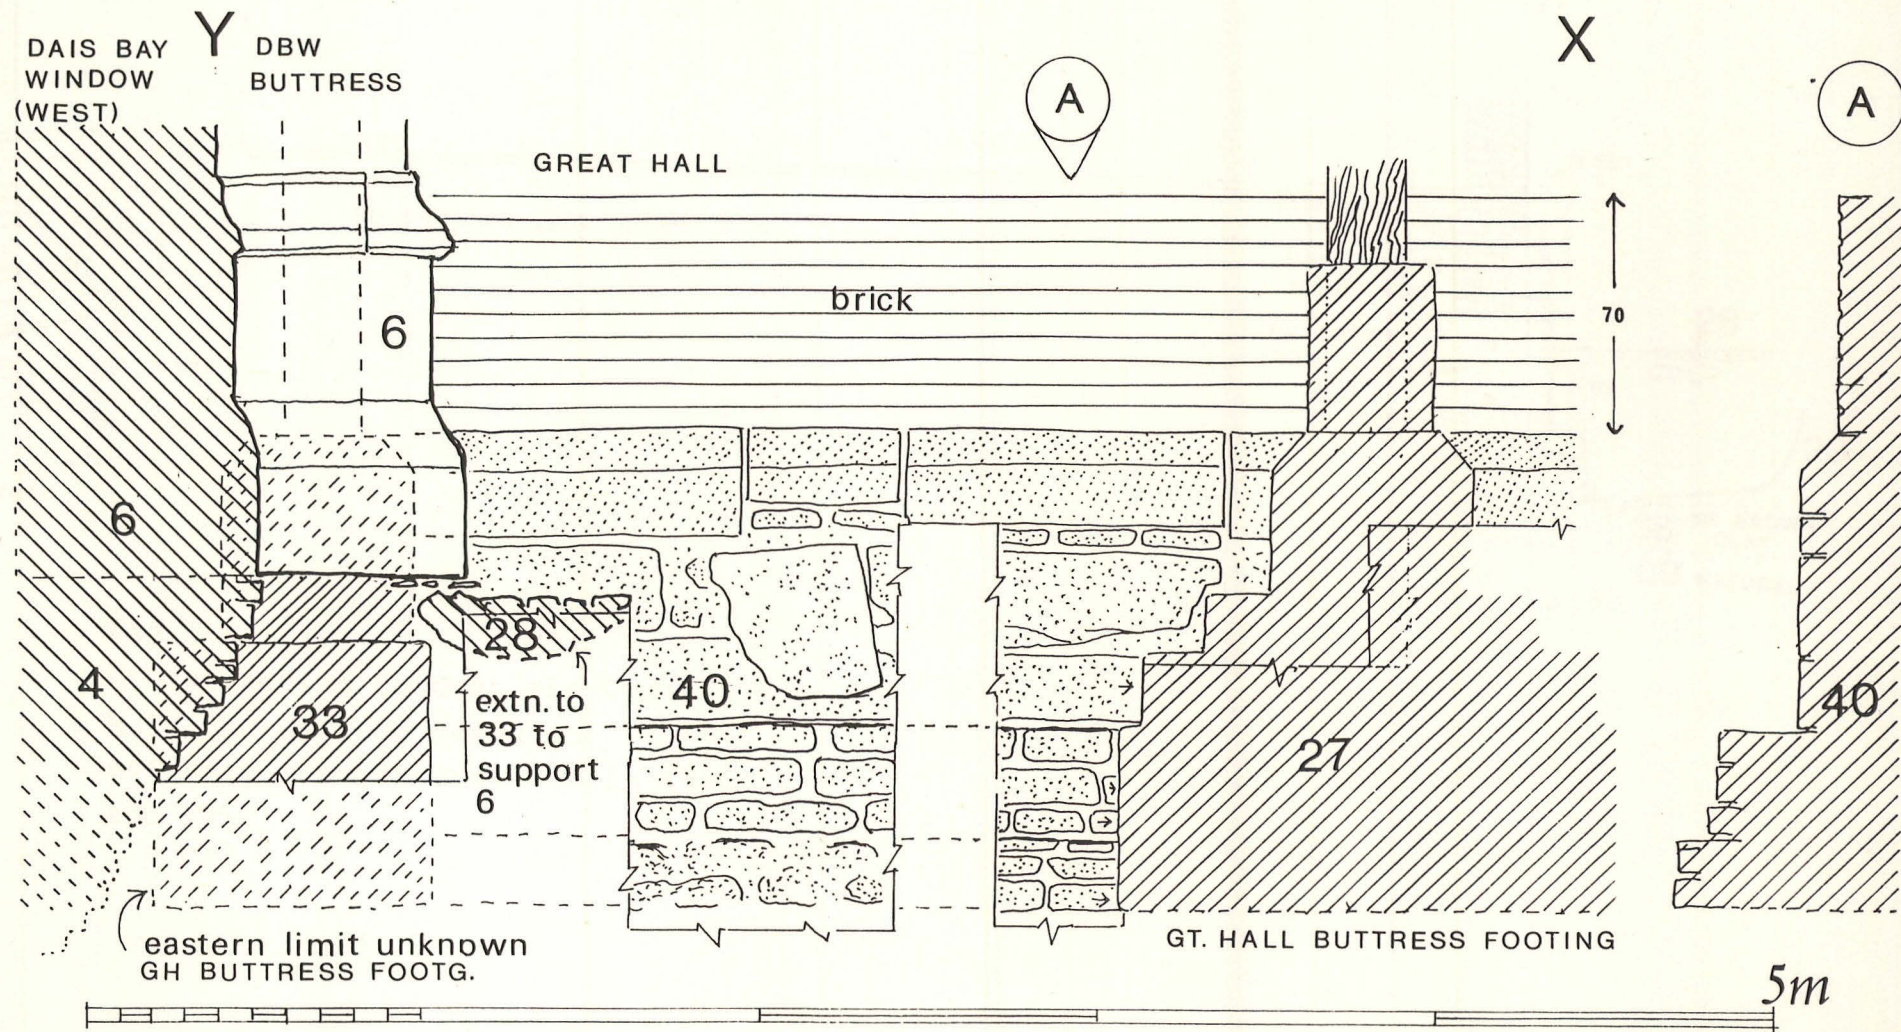 DAIS BAY
WINDOW
(WEST)
Y
DBW
BUTTRESS
GREAT HALL
A
X
A
brick
70
6
6
4
33
28
extn. to
33 to
support
6
40
27
40
eastern limit unknown
GH BUTTRESS FOOTG.
GT. HALL BUTTRESS FOOTING
5m